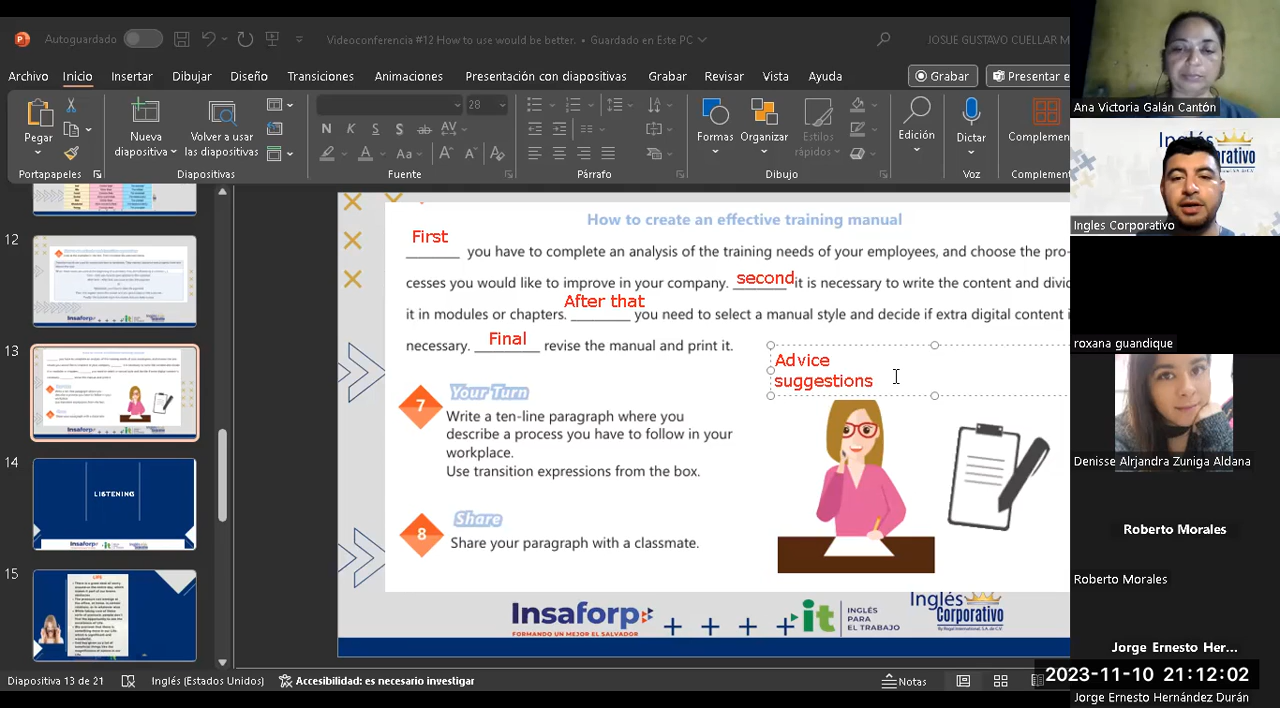 Autoguardado
Videoconferencia #12 How to use would be better. • Guardado en Este PC
JOSUE GUSTAVO CUELLAR M
Archivo Inicio Insertar Dibujar Diseño Transiciones Animaciones Presentación con diapositivas Grabar Revisar Vista Ayuda
Grabar
Presentar e
Pegar
Nueva diapositiva
Volver a usar las diapositivas
28
Formas
Organizar
Estilos rápidos
Edición
Dictar
Complemen
Portapapeles
Diapositivas
Fuente
Párrafo
Dibujo
Voz
Complement
12
13
14
LISTENING
15
LIFE
How to create an effective training manual
First
you have to complete an analysis of the training needs of your employees, and choose the pro-
cesses you would like to improve in your company. second it is necessary to write the content and divid
After that
it in modules or chapters. ________ you need to select a manual style and decide if extra digital content i
Final
necessary. ________ revise the manual and print it.
Advice
suggestions
7
Your Turn
Write a ten-line paragraph where you
describe a process you have to follow in your
workplace.
Use transition expressions from the box.
8
Share
Share your paragraph with a classmate.
insaforp
FORMANDO UN MEJOR EL SALVADOR
it
INGLÉS
PARA
EL TRABAJO
Inglés
Corporativo
Diapositiva 13 de 21
Inglés (Estados Unidos)
Accesibilidad: es necesario investigar
Notas
Ana Victoria Galán Cantón
Inglés
orativo
Ingles Corporativo
roxana guandique
Denisse Alrjandra Zuniga Aldana
Roberto Morales
Roberto Morales
Jorge Ernesto Her...
2023-11-10 21:12:02
Jorge Ernesto Hernández Durán